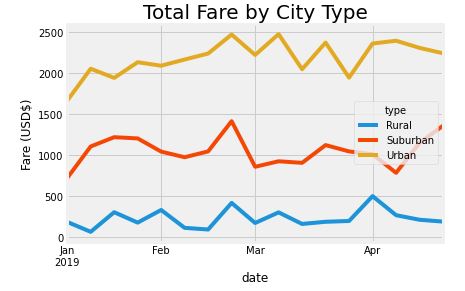 Total Fare by City Type
Fare (USD$)
2500
2000
1500
1000
500
0
type
Rural
Suburban
Urban
Jan
2019
Feb
Mar
Apr
date